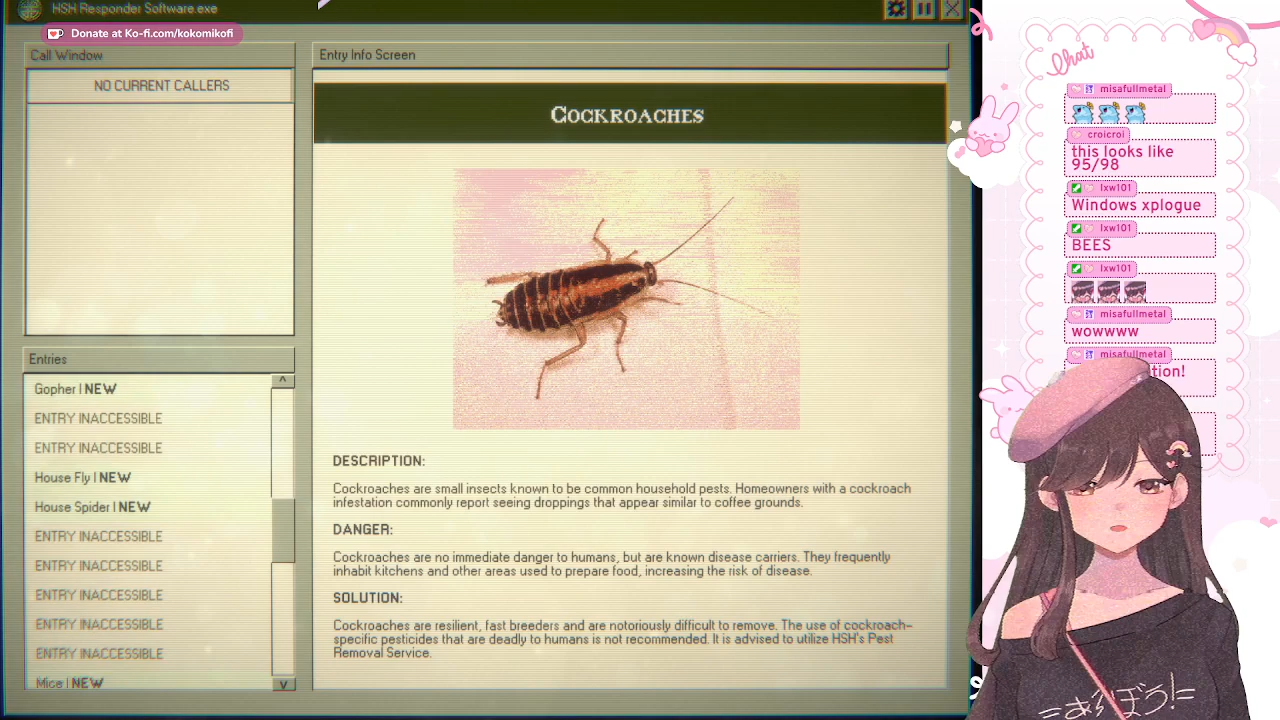 HSH Responder Software.exe
Donate at Ko-fi.com/kokomikofi
Call Window
NO CURRENT CALLERS
Entries
Gopher | NEW
ENTRY INACCESSIBLE
ENTRY INACCESSIBLE
House Fly | NEW
House Spider | NEW
ENTRY INACCESSIBLE
ENTRY INACCESSIBLE
ENTRY INACCESSIBLE
ENTRY INACCESSIBLE
ENTRY INACCESSIBLE
Mice | NEW
Entry Info Screen
COCKROACHES
DESCRIPTION:
Cockroaches are small insects known to be common household pests. Homeowners with a cockroach
infestation commonly report seeing droppings that appear similar to coffee grounds.
DANGER:
Cockroaches are no immediate danger to humans, but are known disease carriers. They frequently
inhabit kitchens and other areas used to prepare food, increasing the risk of disease.
SOLUTION:
Cockroaches are resilient, fast breeders and are notoriously difficult to remove. The use of cockroach-
specific pesticides that are deadly to humans is not recommended. It is advised to utilize HSH's Pest
Removal Service.
Chat
misafullmetal
croicroi
this looks like
95/98
lxw101
Windows xplogue
lxw101
BEES
lxw101
misafullmetal
wowwww
misafullmetal